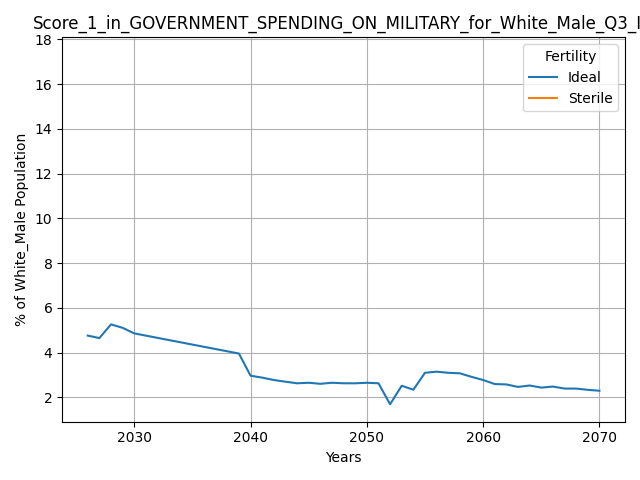 Score_1_in_GOVERNMENT_SPENDING_ON_MILITARY_for_White_Male_Q3_I
18
16
14
12
10
8
6
4
2
% of White_Male Population
Fertility
Ideal
Sterile
2030 2040 2050 2060 2070
Years